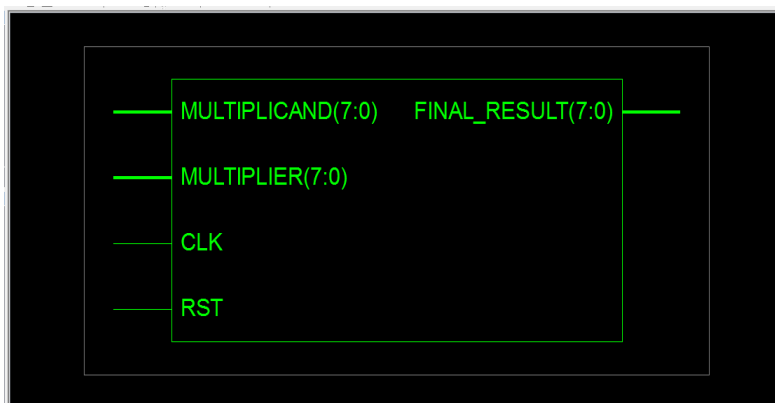 MULTIPLICAND(7:0) FINAL_RESULT(7:0)
MULTIPLIER(7:0)
CLK
RST